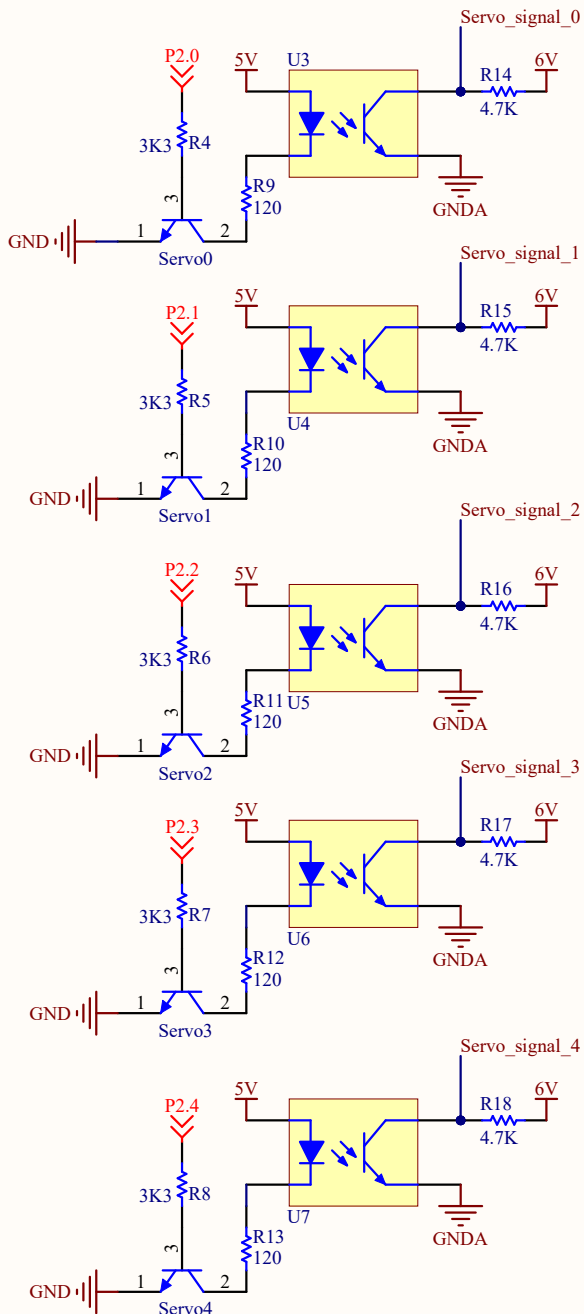 Servo_signal_0
P2.0
5V
U3
R14
6V
4.7K
3K3
R4
R9
120
3
GNDA
GND
1
2
Servo0
Servo_signal_1
P2.1
5V
R15
6V
4.7K
3K3
R5
U4
R10
120
3
GNDA
GND
1
2
Servo1
Servo_signal_2
P2.2
5V
R16
6V
4.7K
3K3
R6
R11
U5
120
3
GNDA
GND
1
2
Servo2
Servo_signal_3
P2.3
5V
R17
6V
4.7K
3K3
R7
U6
R12
120
3
GNDA
GND
1
2
Servo3
Servo_signal_4
P2.4
5V
R18
6V
4.7K
3K3
R8
U7
R13
120
3
GNDA
GND
1
2
Servo4